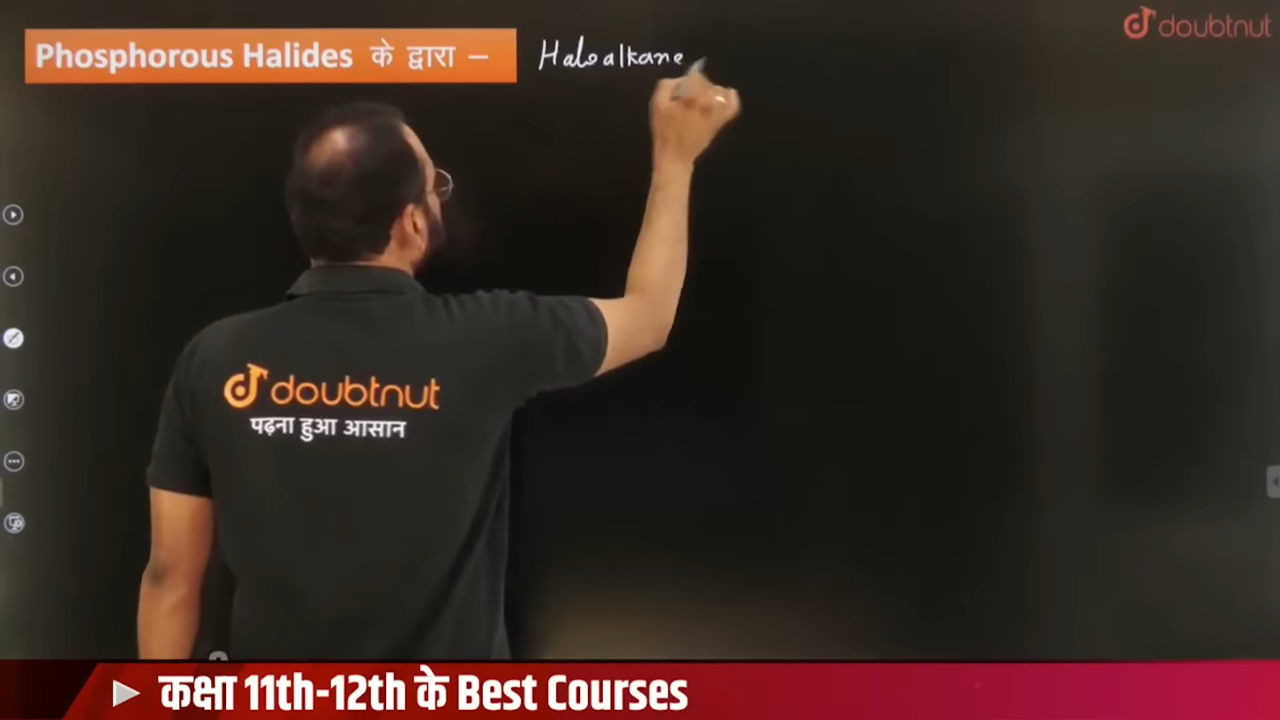 Phosphorous Halides के द्वारा – Haloalkane
doubtnut
doubtnut
पढ़ना हुआ आसान
कक्षा 11th-12th के Best Courses